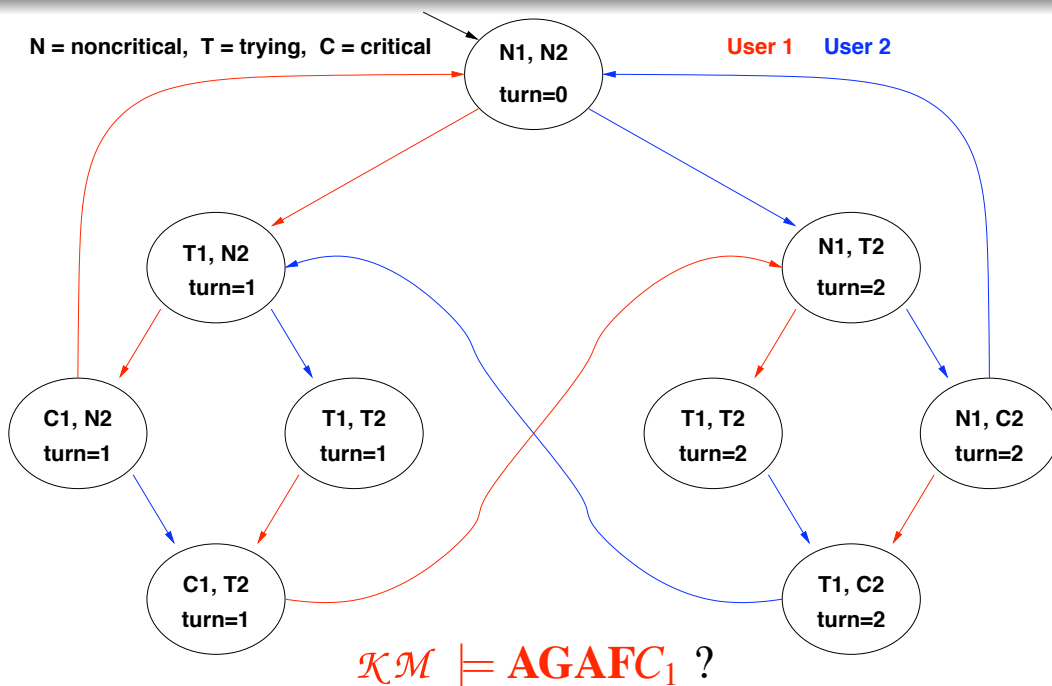 N = noncritical, T = trying, C = critical
User 1 User 2
N1, N2
turn=0
T1, N2
turn=1
N1, T2
turn=2
C1, N2
turn=1
T1, T2
turn=1
T1, T2
turn=2
N1, C2
turn=2
C1, T2
turn=1
T1, C2
turn=2
𝒦ℳ ⊨ AGAFC₁ ?